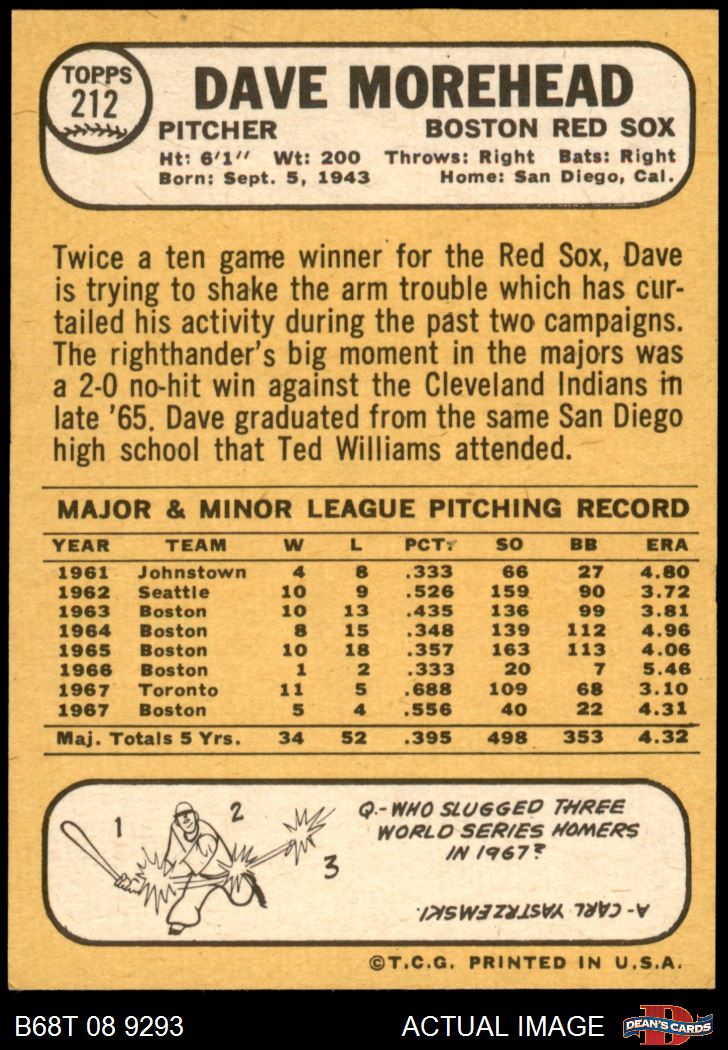 TOPPS
212
DAVE MOREHEAD
PITCHER BOSTON RED SOX
Ht: 6'1" Wt: 200 Throws: Right Bats: Right
Born: Sept. 5, 1943 Home: San Diego, Cal.
Twice a ten game winner for the Red Sox, Dave
is trying to shake the arm trouble which has cur-
tailed his activity during the past two campaigns.
The righthander's big moment in the majors was
a 2-0 no-hit win against the Cleveland Indians in
late '65. Dave graduated from the same San Diego
high school that Ted Williams attended.
MAJOR & MINOR LEAGUE PITCHING RECORD
YEAR TEAM W L PCT. SO BB ERA
1961 Johnstown 4 8 .333 66 27 4.80
1962 Seattle 10 9 .526 159 90 3.72
1963 Boston 10 13 .435 136 99 3.81
1964 Boston 8 15 .348 139 112 4.96
1965 Boston 10 18 .357 163 113 4.06
1966 Boston 1 2 .333 20 7 5.46
1967 Toronto 11 5 .688 109 68 3.10
1967 Boston 5 4 .556 40 22 4.31
Maj. Totals 5 Yrs. 34 52 .395 498 353 4.32
1 2 3
Q.-WHO SLUGGED THREE
WORLD SERIES HOMERS
IN 1967?
A-CARL YASTRZEMSKI.
©T.C.G. PRINTED IN U.S.A.
B68T 08 9293 ACTUAL IMAGE D DEAN'S CARDS